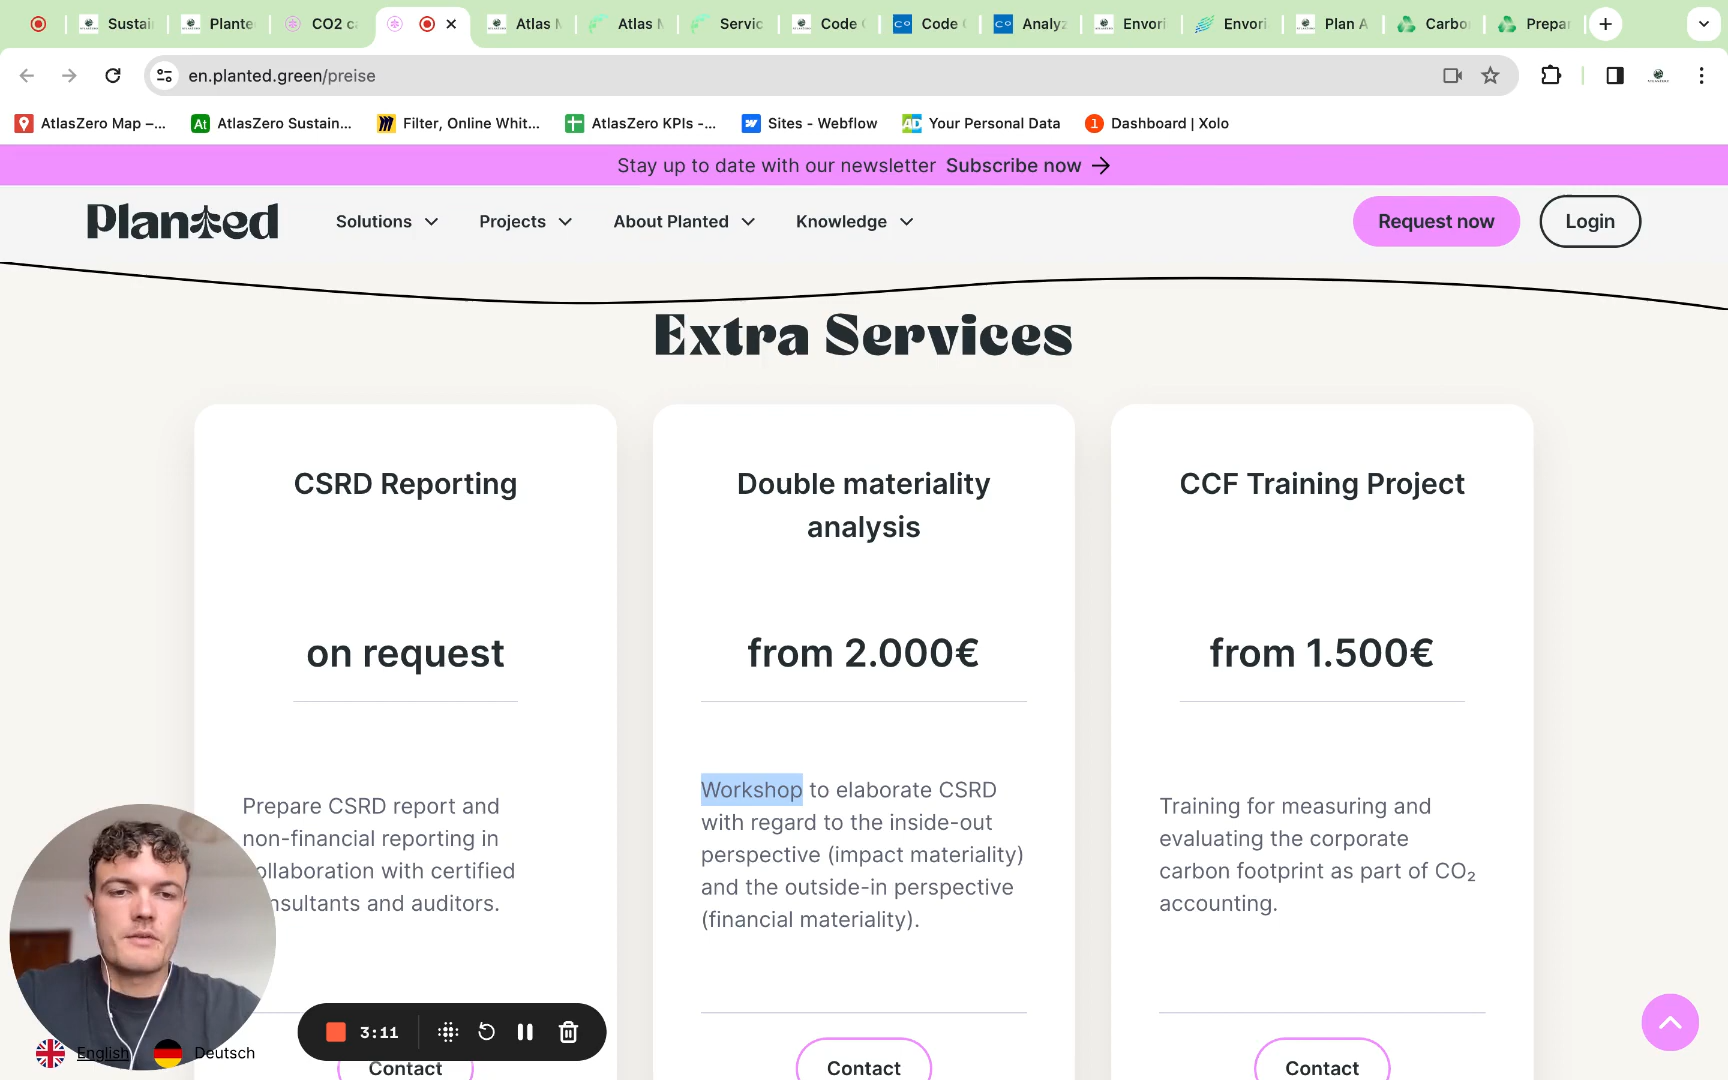 Sustai
Plante
CO2 c
Atlas M
Atlas M
Servic
Code
Code
Analyz
Envori
Envori
Plan A
Carbo
Prepar
en.planted.green/preise
AtlasZero Map –...
At
AtlasZero Sustain...
Filter, Online Whit...
AtlasZero KPIs -...
Sites - Webflow
Your Personal Data
1
Dashboard | Xolo
Stay up to date with our newsletter Subscribe now
Planted
Solutions
Projects
About Planted
Knowledge
Request now
Login
Extra Services
CSRD Reporting
on request
Prepare CSRD report and
non-financial reporting in
ollaboration with certified
nsultants and auditors.
Contact
Double materiality
analysis
from 2.000€
Workshop to elaborate CSRD
with regard to the inside-out
perspective (impact materiality)
and the outside-in perspective
(financial materiality).
Contact
CCF Training Project
from 1.500€
Training for measuring and
evaluating the corporate
carbon footprint as part of CO₂
accounting.
Contact
3:11
English
Deutsch